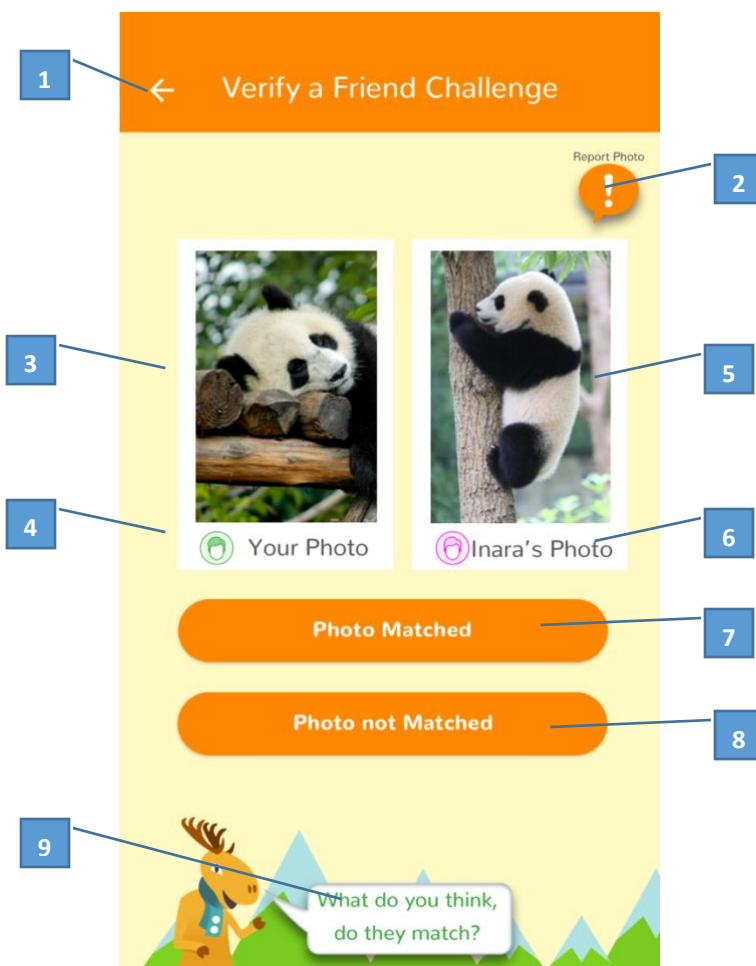 1
Verify a Friend Challenge
Report Photo
!
2
3
5
4
Your Photo
Inara's Photo
6
Photo Matched
7
Photo not Matched
8
9
What do you think,
do they match?